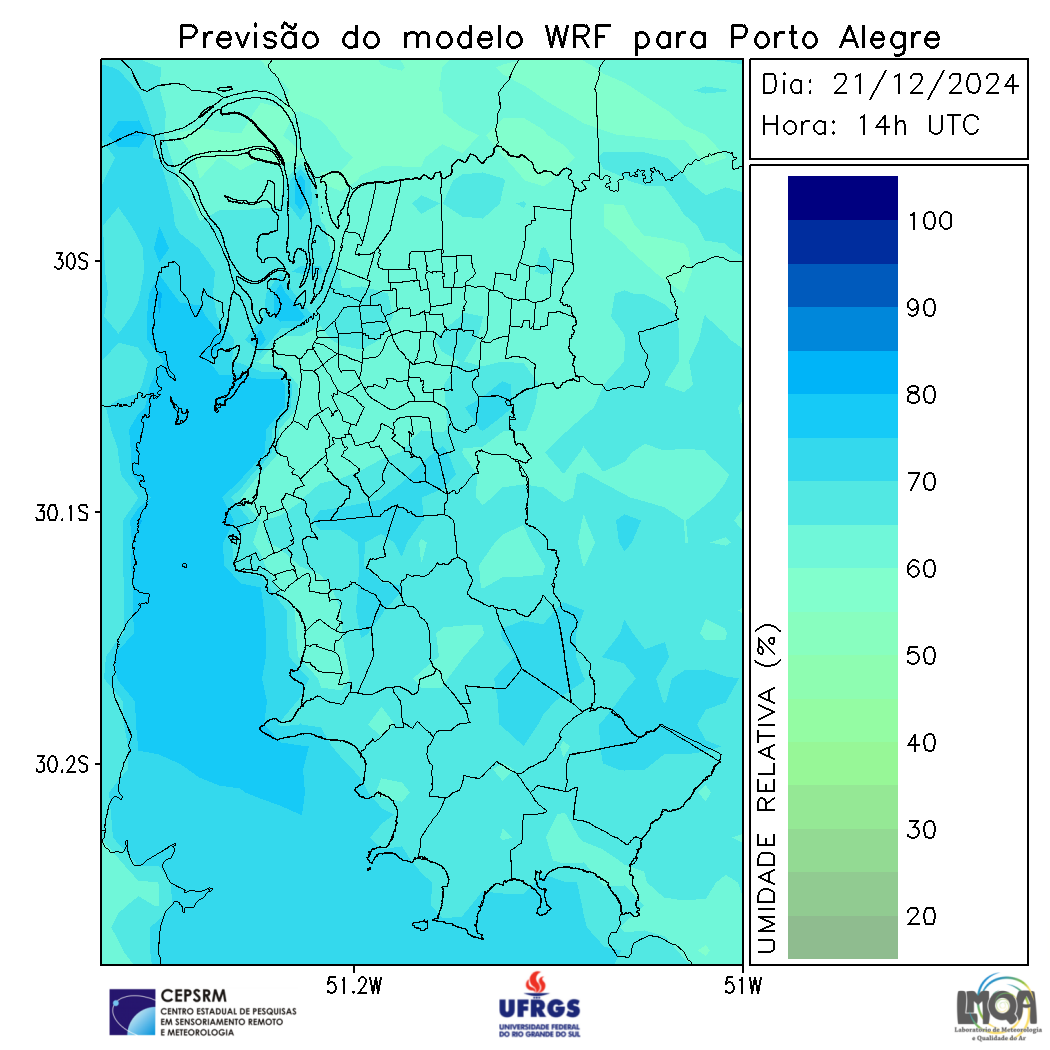 Previsão do modelo WRF para Porto Alegre
Dia: 21/12/2024
Hora: 14h UTC
100
90
80
70
60
50
40
30
20
UMIDADE RELATIVA (%)
30S
30.1S
30.2S
51.2W
51W
CEPSRM
CENTRO ESTADUAL DE PESQUISAS
EM SENSORIAMENTO REMOTO
E METEOROLOGIA
UFRGS
UNIVERSIDADE FEDERAL
DO RIO GRANDE DO SUL
LMQA
Laboratório de Meteorologia
e Qualidade do Ar